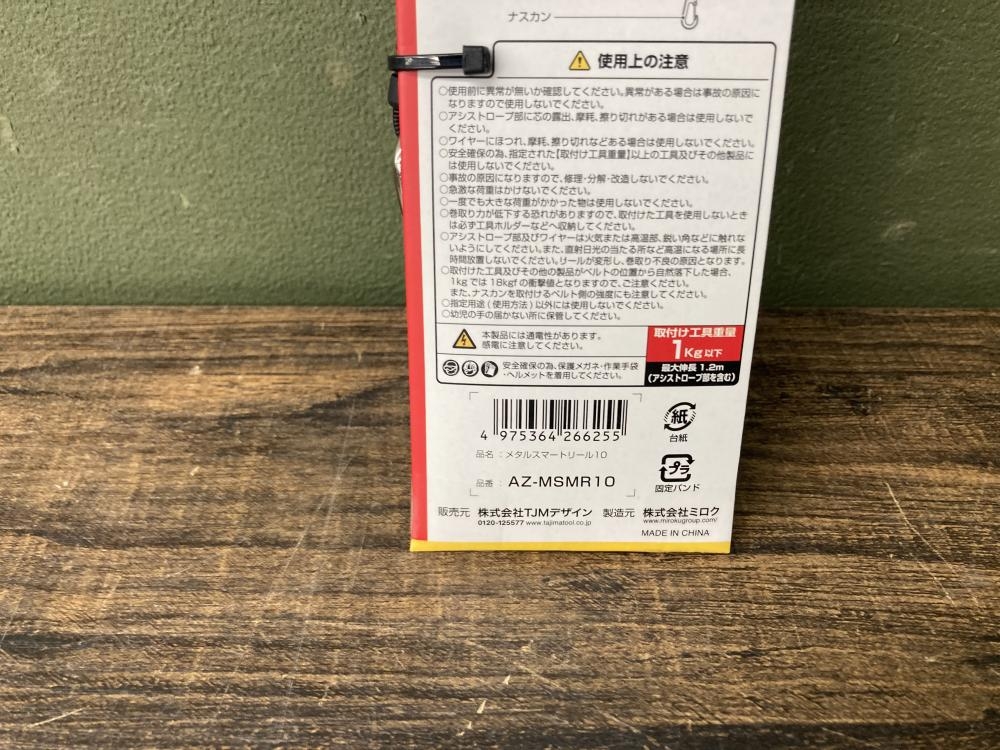 ナスカン
使用上の注意
○使用前に異常が無いか確認してください。異常がある場合は事故の原因に
なりますので使用しないでください。
○アシストロープ部に芯の露出、摩耗、擦り切れがある場合は使用しないで
ください。
○ワイヤーにほつれ、摩耗、擦り切れなどある場合は使用しないでください。
○安全確保の為、指定された【取付け工具重量】以上の工具及びその他製品に
は使用しないでください。
○事故の原因になりますので、修理・分解・改造しないでください。
○急激な荷重はかけないでください。
○一度でも大きな荷重がかかった物は使用しないでください。
○巻取り力が低下する恐れがありますので、取付けた工具を使用しないとき
は必ず工具ホルダーなどへ収納してください。
○アシストロープ部及びワイヤーは火気または高温部、鋭い角などに触れな
いようにしてください。また、直射日光の当たる所など高温になる場所に長
時間放置しないでください。リールが変形し、巻取り不良の原因となります。
○取付けた工具及びその他の製品がベルトの位置から自然落下した場合、
1kgでは18kgfの衝撃値となりますので、ご注意ください。
また、ナスカンを取付けるベルト側の強度にも注意してください。
○指定用途(使用方法)以外には使用しないでください。
○幼児の手の届かない所に保管してください。
本製品には通電性があります。
感電に注意してください。
取付け工具重量
1Kg以下
最大伸長 1.2m
(アシストロープ部を含む)
安全確保の為、保護メガネ・作業手袋
・ヘルメットを着用してください。
4 975364 266255
紙
台紙
品名 : メタルスマートリール10
プラ
固定バンド
品番 : AZ-MSMR10
販売元 株式会社TJMデザイン 製造元 株式会社ミロク
0120-125577 www.tajimatool.co.jp www.mirokugroup.com/
MADE IN CHINA